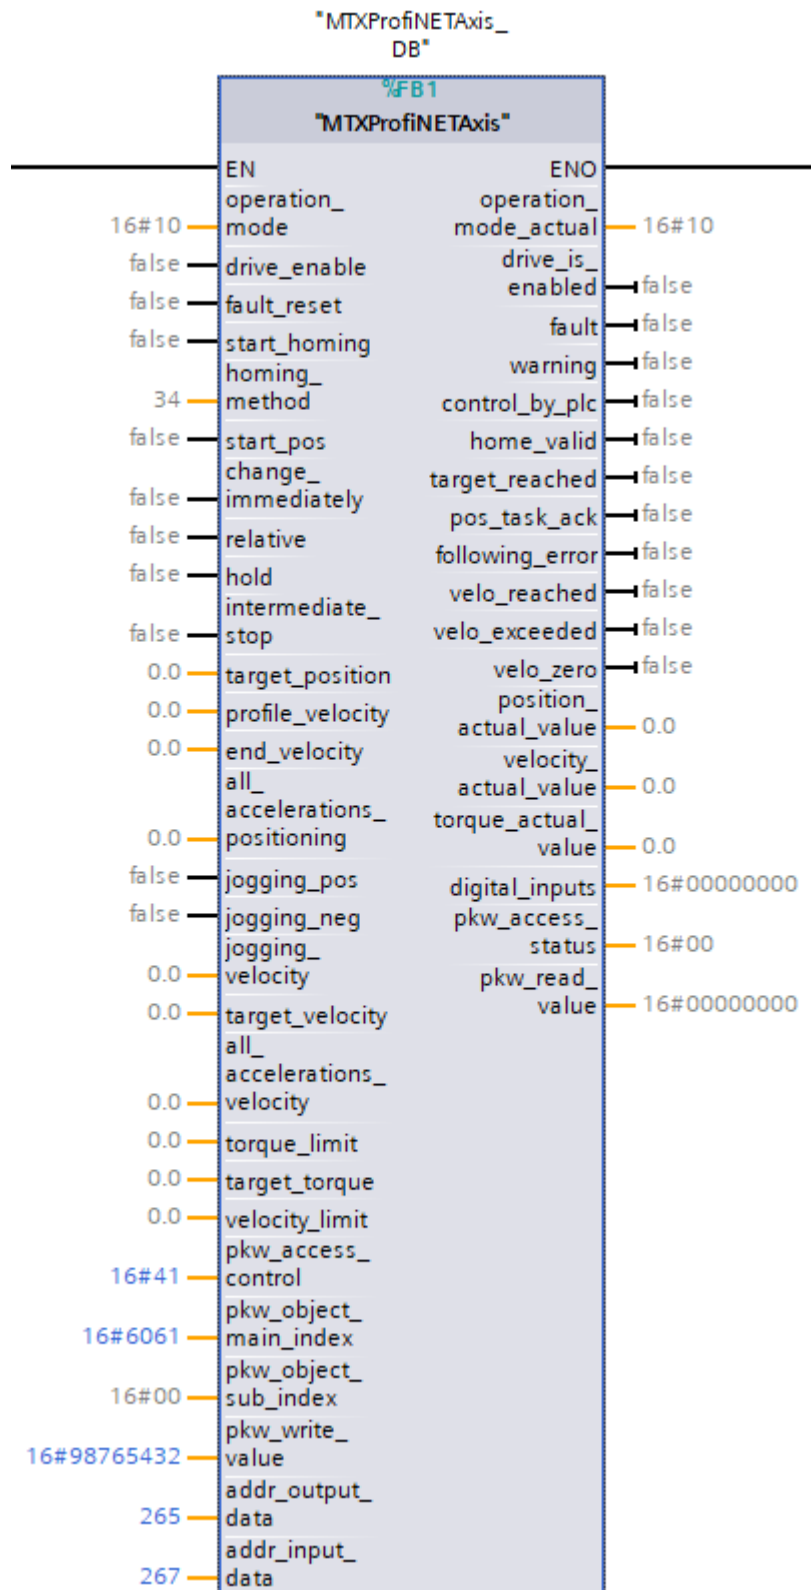 "MTXProfiNETAxis_
DB"
%FB1
"MTXProfiNETAxis"
EN ENO
operation_ operation_
16#10 mode mode_actual 16#10
false drive_enable drive_is_
enabled false
false fault_reset fault false
false start_homing warning false
homing_
34 method control_by_plc false
false start_pos home_valid false
change_
false immediately target_reached false
false relative pos_task_ack false
false hold following_error false
intermediate_ velo_reached false
false stop velo_exceeded false
0.0 target_position velo_zero false
0.0 profile_velocity position_
actual_value 0.0
0.0 end_velocity velocity_
all_ actual_value 0.0
accelerations_ torque_actual_
0.0 positioning value 0.0
false jogging_pos digital_inputs 16#00000000
false jogging_neg pkw_access_
jogging_ status 16#00
0.0 velocity pkw_read_
value 16#00000000
0.0 target_velocity
all_
accelerations_
0.0 velocity
0.0 torque_limit
0.0 target_torque
0.0 velocity_limit
pkw_access_
16#41 control
pkw_object_
16#6061 main_index
pkw_object_
16#00 sub_index
pkw_write_
16#98765432 value
addr_output_
265 data
addr_input_
267 data